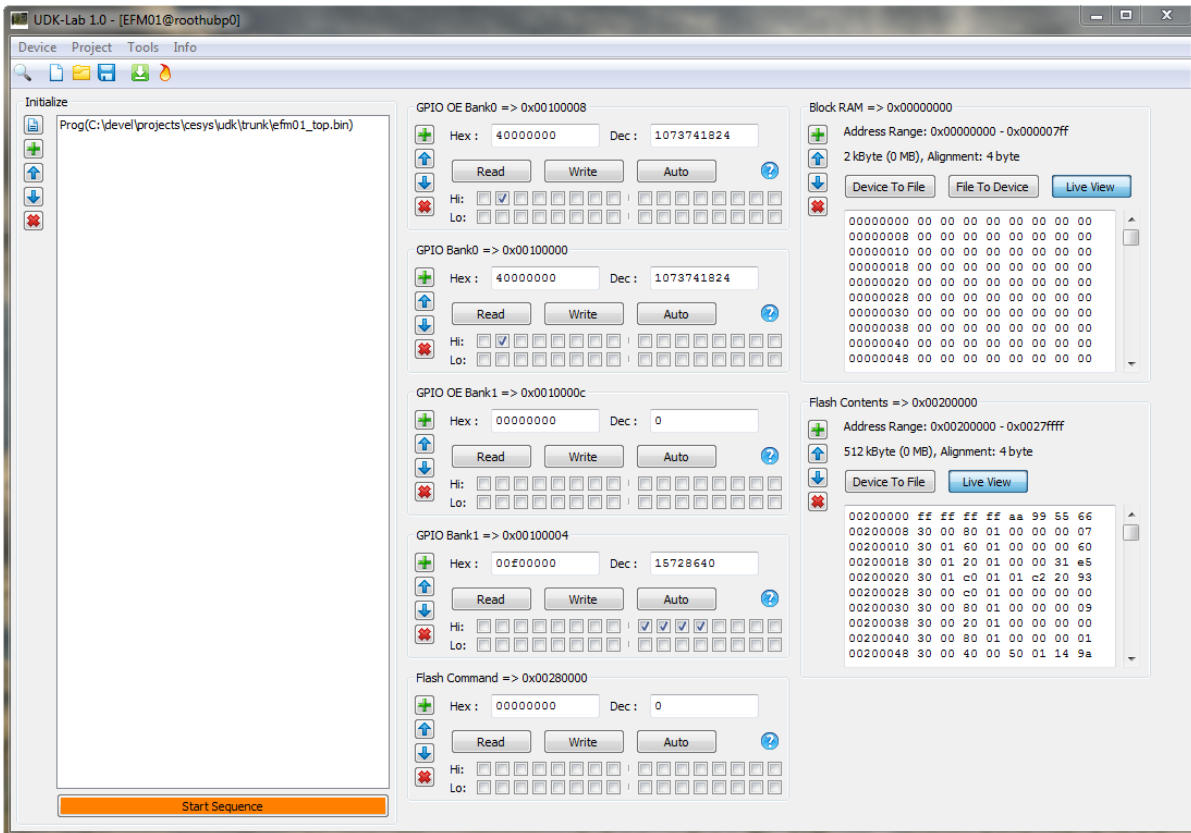 UDK-Lab 1.0 - [EFM01@roothubp0]
Device Project Tools Info
Initialize
Prog(C:\devel\projects\cesys\udk\trunk\efm01_top.bin)
Start Sequence
GPIO OE Bank0 => 0x00100008
Hex : 40000000 Dec : 1073741824
Read Write Auto
Hi:
Lo:
GPIO Bank0 => 0x00100000
Hex : 40000000 Dec : 1073741824
Read Write Auto
Hi:
Lo:
GPIO OE Bank1 => 0x0010000c
Hex : 00000000 Dec : 0
Read Write Auto
Hi:
Lo:
GPIO Bank1 => 0x00100004
Hex : 00f00000 Dec : 15728640
Read Write Auto
Hi:
Lo:
Flash Command => 0x00280000
Hex : 00000000 Dec : 0
Read Write Auto
Hi:
Lo:
Block RAM => 0x00000000
Address Range: 0x00000000 - 0x000007ff
2 kByte (0 MB), Alignment: 4 byte
Device To File File To Device Live View
00000000 00 00 00 00 00 00 00 00
00000008 00 00 00 00 00 00 00 00
00000010 00 00 00 00 00 00 00 00
00000018 00 00 00 00 00 00 00 00
00000020 00 00 00 00 00 00 00 00
00000028 00 00 00 00 00 00 00 00
00000030 00 00 00 00 00 00 00 00
00000038 00 00 00 00 00 00 00 00
00000040 00 00 00 00 00 00 00 00
00000048 00 00 00 00 00 00 00 00
Flash Contents => 0x00200000
Address Range: 0x00200000 - 0x0027ffff
512 kByte (0 MB), Alignment: 4 byte
Device To File Live View
00200000 ff ff ff ff aa 99 55 66
00200008 30 00 80 01 00 00 00 07
00200010 30 01 60 01 00 00 00 60
00200018 30 01 20 01 00 00 31 e5
00200020 30 01 c0 01 01 c2 20 93
00200028 30 00 c0 01 00 00 00 00
00200030 30 00 80 01 00 00 00 09
00200038 30 00 20 01 00 00 00 00
00200040 30 00 80 01 00 00 00 01
00200048 30 00 40 00 50 01 14 9a